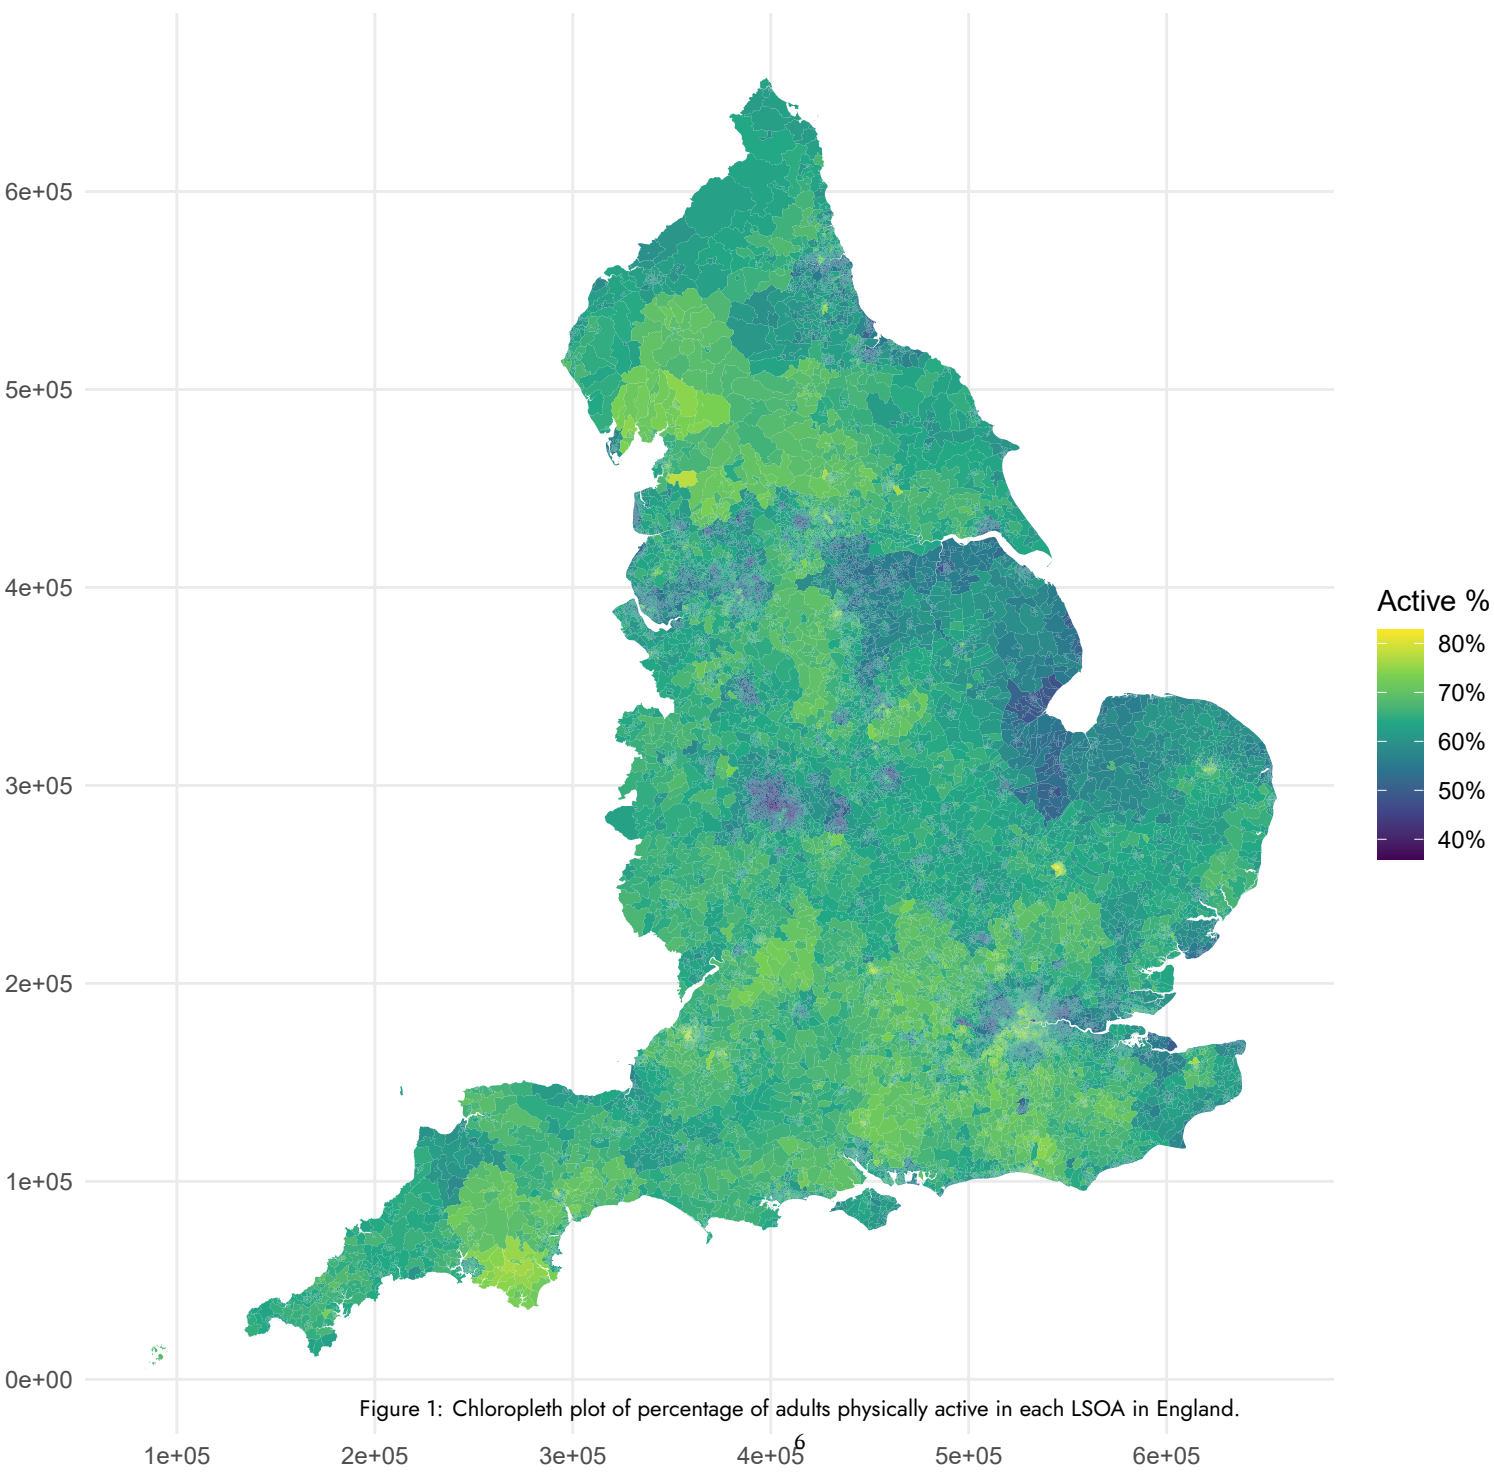 6e+05
5e+05
4e+05
3e+05
2e+05
1e+05
0e+00
Active %
80%
70%
60%
50%
40%
Figure 1: Chloropleth plot of percentage of adults physically active in each LSOA in England.
6
1e+05 2e+05 3e+05 4e+05 5e+05 6e+05